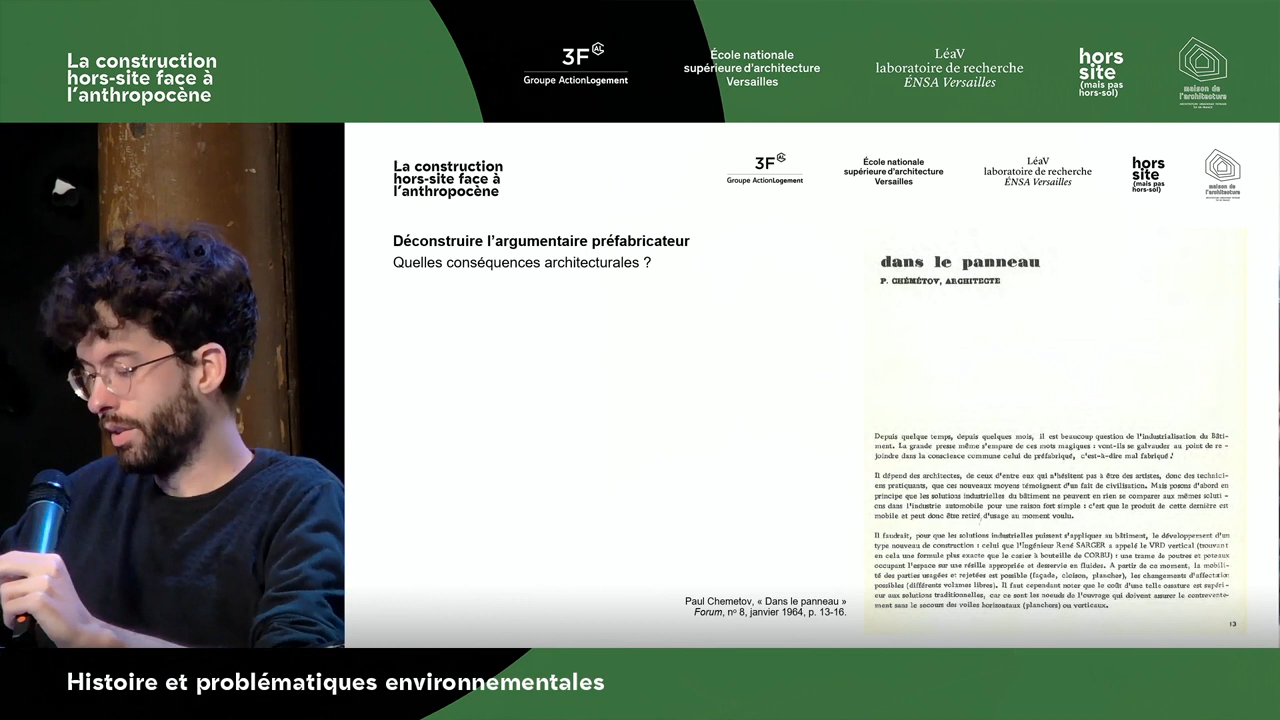 La construction
hors-site face à
l'anthropocène
3F AL
Groupe ActionLogement
École nationale
supérieure d'architecture
Versailles
LéaV
laboratoire de recherche
ÉNSA Versailles
hors
site
(mais pas
hors-sol)
maison de
l'architecture
La construction
hors-site face à
l'anthropocène
3F AL
Groupe ActionLogement
École nationale
supérieure d'architecture
Versailles
LéaV
laboratoire de recherche
ÉNSA Versailles
hors
site
(mais pas
hors-sol)
maison de
l'architecture
Déconstruire l'argumentaire préfabricateur
Quelles conséquences architecturales ?
dans le panneau
P. CHÉMÉTOV, ARCHITECTE
Depuis quelque temps, depuis quelques mois, il est beaucoup question de l'industrialisation du Bâti-
ment. La grande presse même s'empare de ces mots magiques : vont-ils se galvauder au point de re -
joindre dans la conscience commune celui de préfabriqué, c'est-à-dire mal fabriqué !
Il dépend des architectes, de ceux d'entre eux qui n'hésitent pas à être des artistes, donc des technici-
ens pratiquants, que ces nouveaux moyens témoignent d'un fait de civilisation. Mais posons d'abord en
principe que les solutions industrielles du bâtiment ne peuvent en rien se comparer aux mêmes soluti -
ons dans l'industrie automobile pour une raison fort simple : c'est que le produit de cette dernière est
mobile et peut donc être retiré d'usage au moment voulu.
Il faudrait, pour que les solutions industrielles puissent s'appliquer au bâtiment, le développement d'un
type nouveau de construction : celui que l'Ingénieur René SARGER a appelé le VRD vertical (trouvant
en cela une formule plus exacte que le casier à bouteille de CORBU) : une trame de poutres et poteaux
occupant l'espace sur une résille appropriée et desservie en fluides. A partir de ce moment, la mobili-
té des parties usagées et rejetées est possible (façade, cloison, plancher), les changements d'affectation
possibles (différents volumes libres). Il faut cependant noter que le coût d'une telle ossature est supéri-
eur aux solutions traditionnelles, car ce sont les noeuds de l'ouvrage qui doivent assurer le contrevente-
ment sans le secours des voiles horizontaux (planchers) ou verticaux.
13
Paul Chemetov, « Dans le panneau »
Forum, nº 8, janvier 1964, p. 13-16.
Histoire et problématiques environnementales